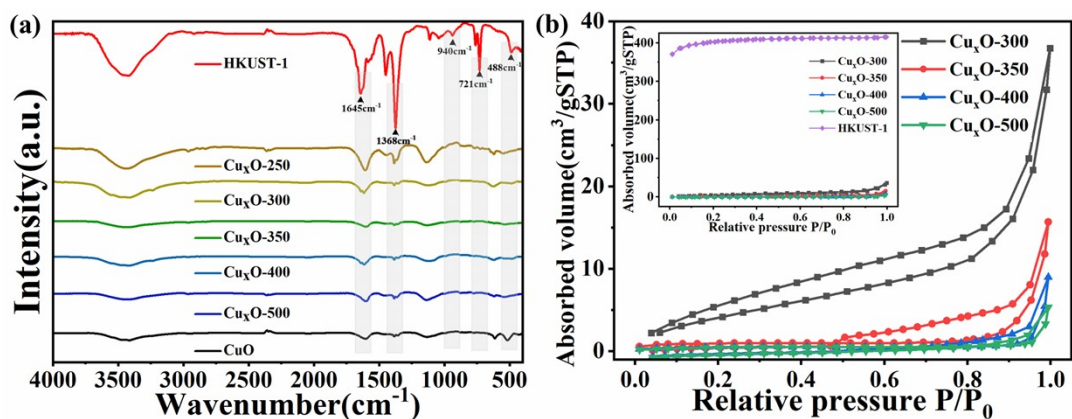 (a)
Intensity(a.u.)
HKUST-1
940cm⁻¹
1645cm⁻¹
1368cm⁻¹
721cm⁻¹
488cm⁻¹
CuₓO-250
CuₓO-300
CuₓO-350
CuₓO-400
CuₓO-500
CuO
4000 3500 3000 2500 2000 1500 1000 500
Wavenumber(cm⁻¹)
(b)
Absorbed volume(cm³/gSTP)
40
30
20
10
0
0.0 0.2 0.4 0.6 0.8 1.0
Relative pressure P/P₀
CuₓO-300
CuₓO-350
CuₓO-400
CuₓO-500
Absorbed volume(cm³/gSTP)
400
300
200
100
0
0.0 0.2 0.4 0.6 0.8 1.0
Relative pressure P/P₀
CuₓO-300
CuₓO-350
CuₓO-400
CuₓO-500
HKUST-1